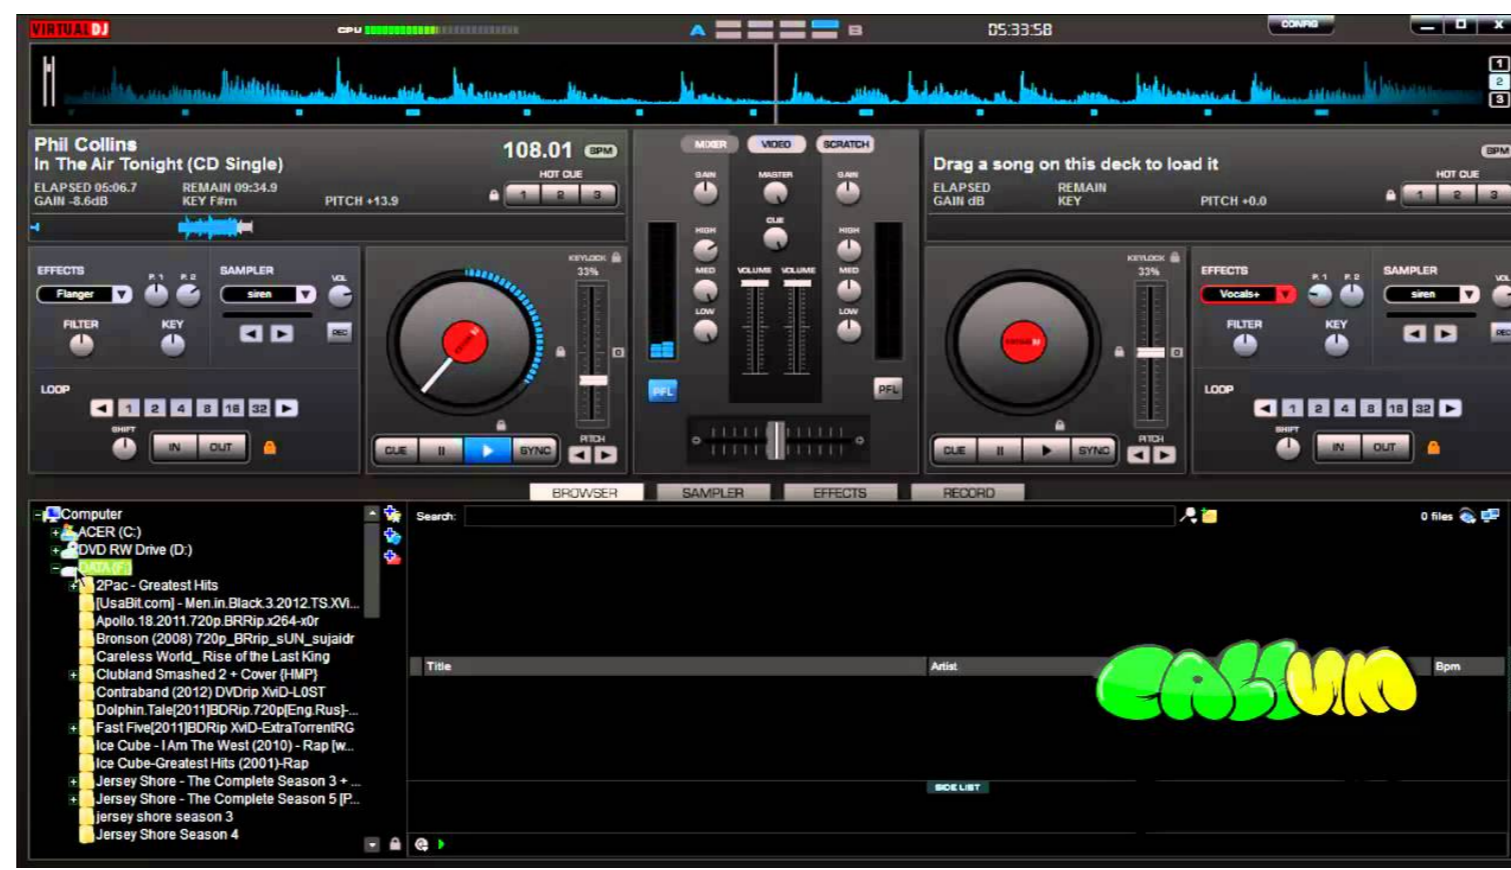 VIRTUAL DJ
CPU
A B
05:33:58
CONFIG
1
2
3
Phil Collins
In The Air Tonight (CD Single)
108.01 BPM
ELAPSED 05:06.7 REMAIN 09:34.9
GAIN -8.6dB KEY F#m PITCH +13.9
HOT CUE
1 2 3
MIXER VIDEO SCRATCH
GAIN MASTER GAIN
CUE
HIGH HIGH
MED VOLUME VOLUME MED
LOW LOW
PFL PFL
Drag a song on this deck to load it
BPM
ELAPSED REMAIN
GAIN dB KEY PITCH +0.0
HOT CUE
1 2 3
EFFECTS P. 1 P. 2 SAMPLER VOL
Flanger siren
FILTER KEY REC
LOOP
1 2 4 8 16 32
SHIFT IN OUT
KEYLOCK
33%
CUE SYNC PITCH
KEYLOCK
33%
CUE SYNC PITCH
EFFECTS P. 1 P. 2 SAMPLER VOL
Vocals+ siren
FILTER KEY REC
LOOP
1 2 4 8 16 32
SHIFT IN OUT
BROWSER SAMPLER EFFECTS RECORD
Computer
ACER (C:)
DVD RW Drive (D:)
DATA (F:)
2Pac - Greatest Hits
[UsaBit.com] - Men.in.Black.3.2012.TS.XVi...
Apollo.18.2011.720p.BRRip.x264-x0r
Bronson (2008) 720p_BRrip_sUN_sujaidr
Careless World_ Rise of the Last King
Clubland Smashed 2 + Cover {HMP}
Contraband (2012) DVDrip XviD-L0ST
Dolphin.Tale[2011]BDRip.720p[Eng.Rus]-...
Fast Five[2011]BDRip XviD-ExtraTorrentRG
Ice Cube - I Am The West (2010) - Rap [w...
Ice Cube-Greatest Hits (2001)-Rap
Jersey Shore - The Complete Season 3 + ...
Jersey Shore - The Complete Season 5 [P...
jersey shore season 3
Jersey Shore Season 4
Search:
0 files
Title Artist Bpm
CALLUM
SIDE LIST